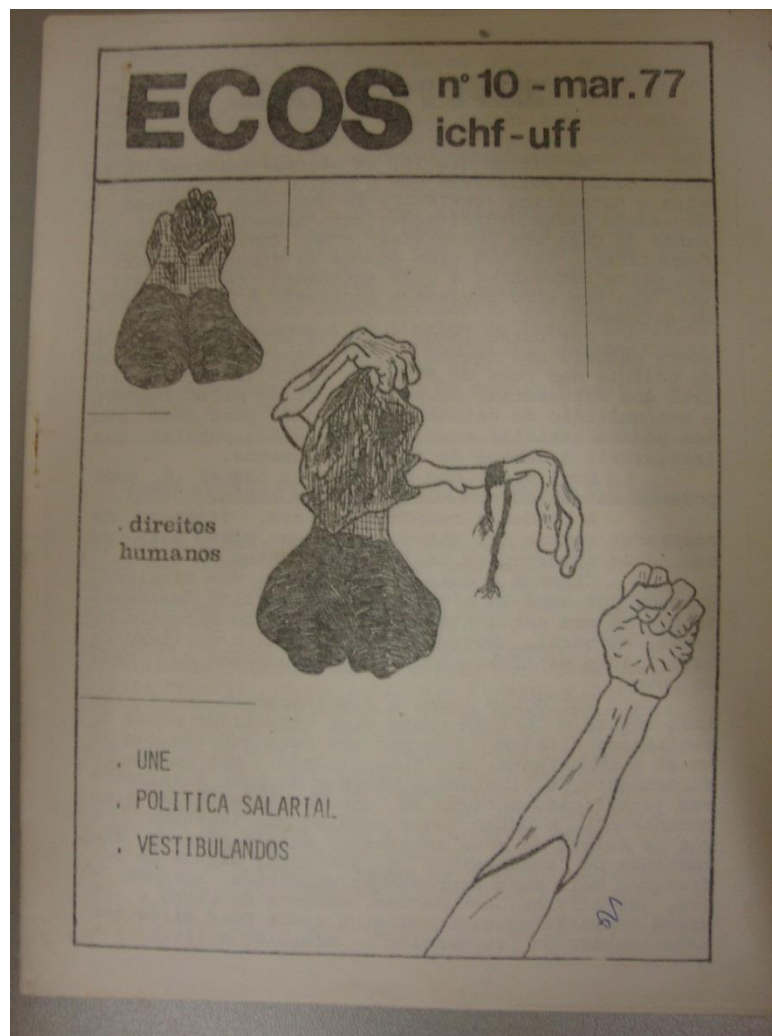 ECOS
nº 10 - mar.77
ichf-uff
. direitos
humanos
. UNE
. POLITICA SALARIAL
. VESTIBULANDOS